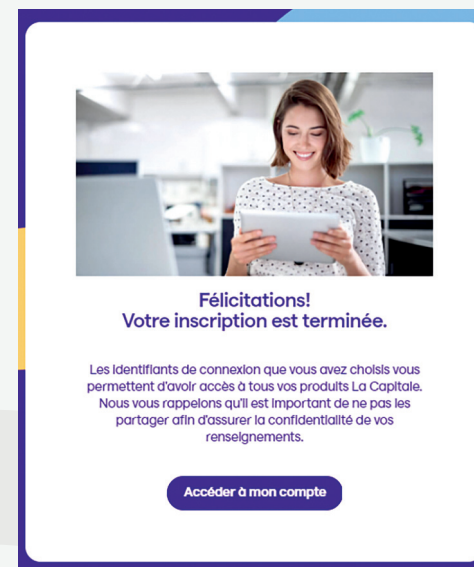 Félicitations!
Votre inscription est terminée.
Les identifiants de connexion que vous avez choisis vous
permettent d'avoir accès à tous vos produits La Capitale.
Nous vous rappelons qu'il est important de ne pas les
partager afin d'assurer la confidentialité de vos
renseignements.
Accéder à mon compte